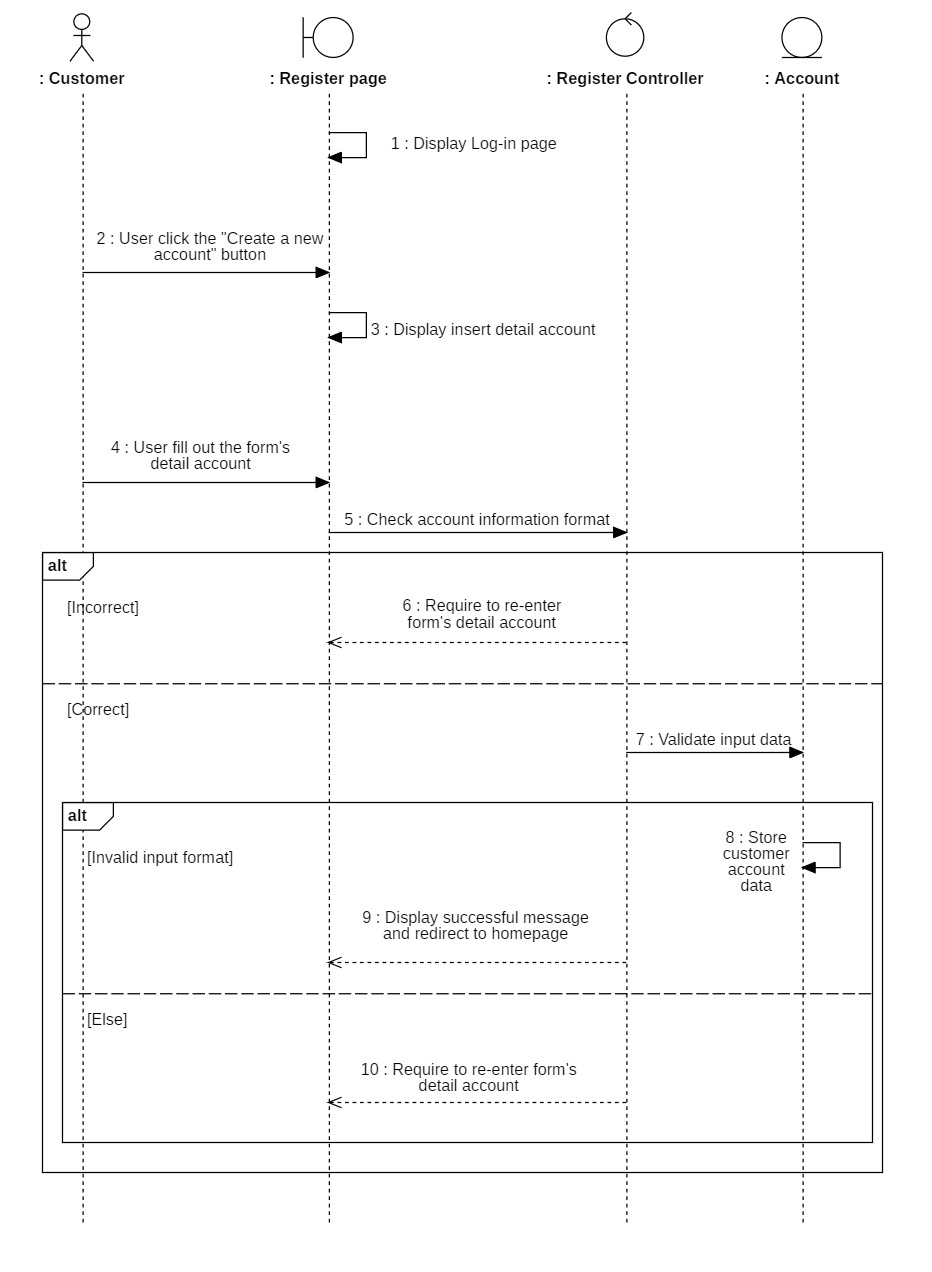 : Customer
: Register page
: Register Controller
: Account
1 : Display Log-in page
2 : User click the "Create a new
account" button
3 : Display insert detail account
4 : User fill out the form's
detail account
5 : Check account information format
alt
[Incorrect]
6 : Require to re-enter
form's detail account
[Correct]
7 : Validate input data
alt
[Invalid input format]
8 : Store
customer
account
data
9 : Display successful message
and redirect to homepage
[Else]
10 : Require to re-enter form's
detail account